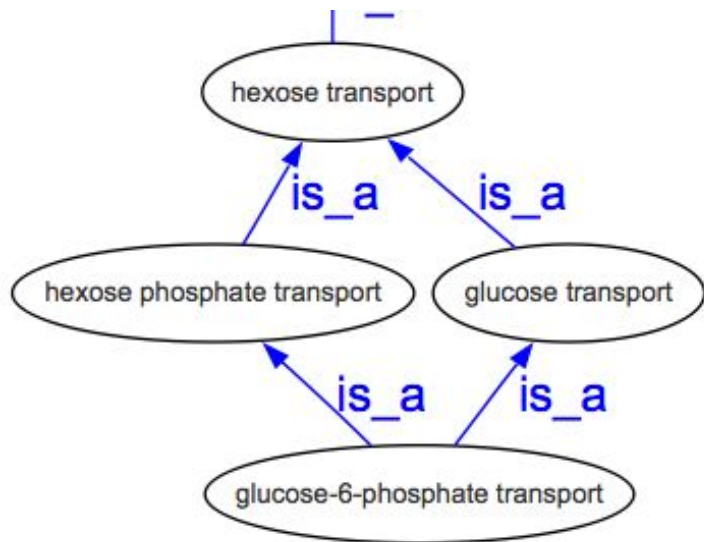 hexose transport
is_a
is_a
hexose phosphate transport
glucose transport
is_a
is_a
glucose-6-phosphate transport